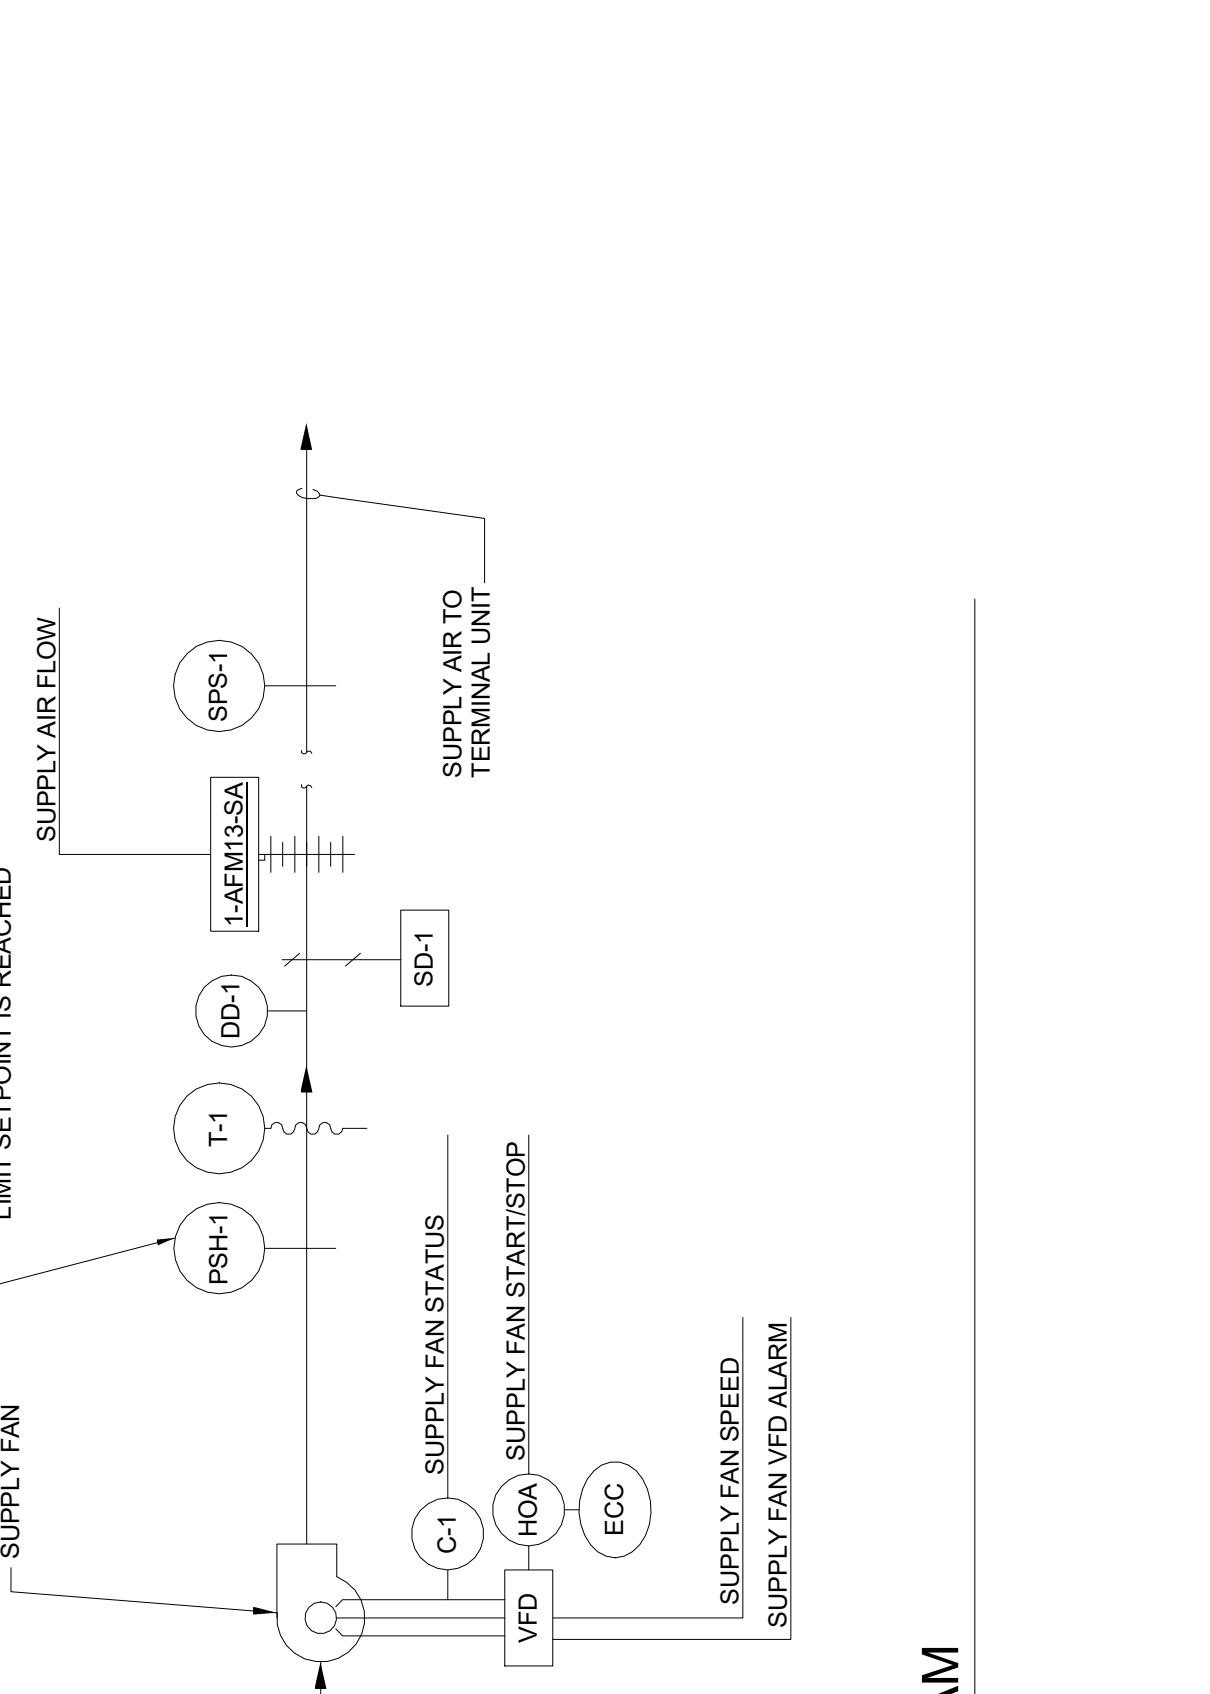 SUPPLY FAN
LIMIT SETPOINT IS REACHED
SUPPLY AIR FLOW
PSH-1
T-1
DD-1
1-AFM13-SA
SPS-1
SD-1
SUPPLY AIR TO
TERMINAL UNIT
C-1
SUPPLY FAN STATUS
VFD
HOA
SUPPLY FAN START/STOP
ECC
SUPPLY FAN SPEED
SUPPLY FAN VFD ALARM
AM